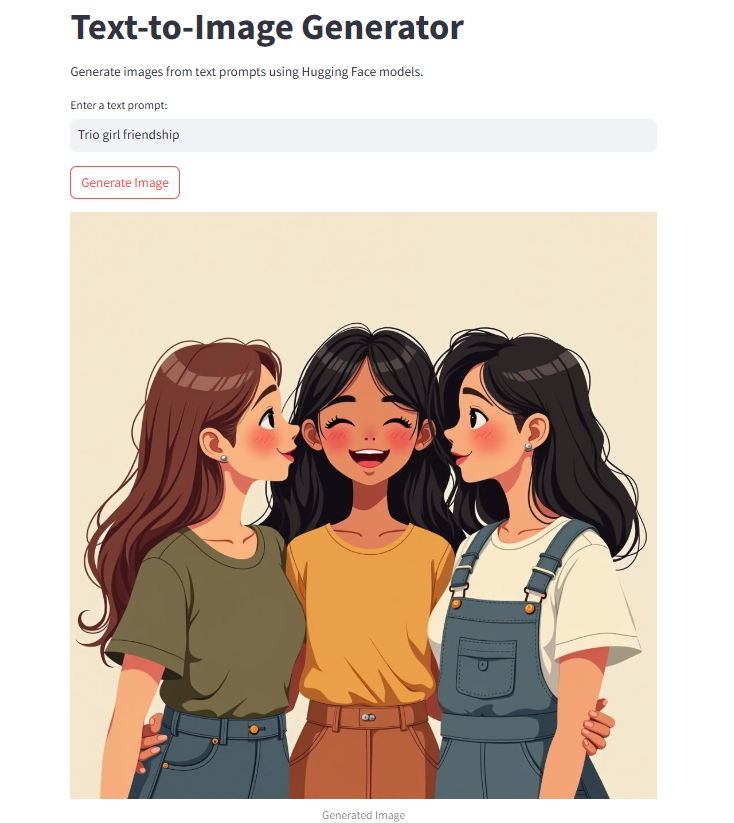 Text-to-Image Generator
Generate images from text prompts using Hugging Face models.
Enter a text prompt:
Trio girl friendship
Generate Image
Generated Image